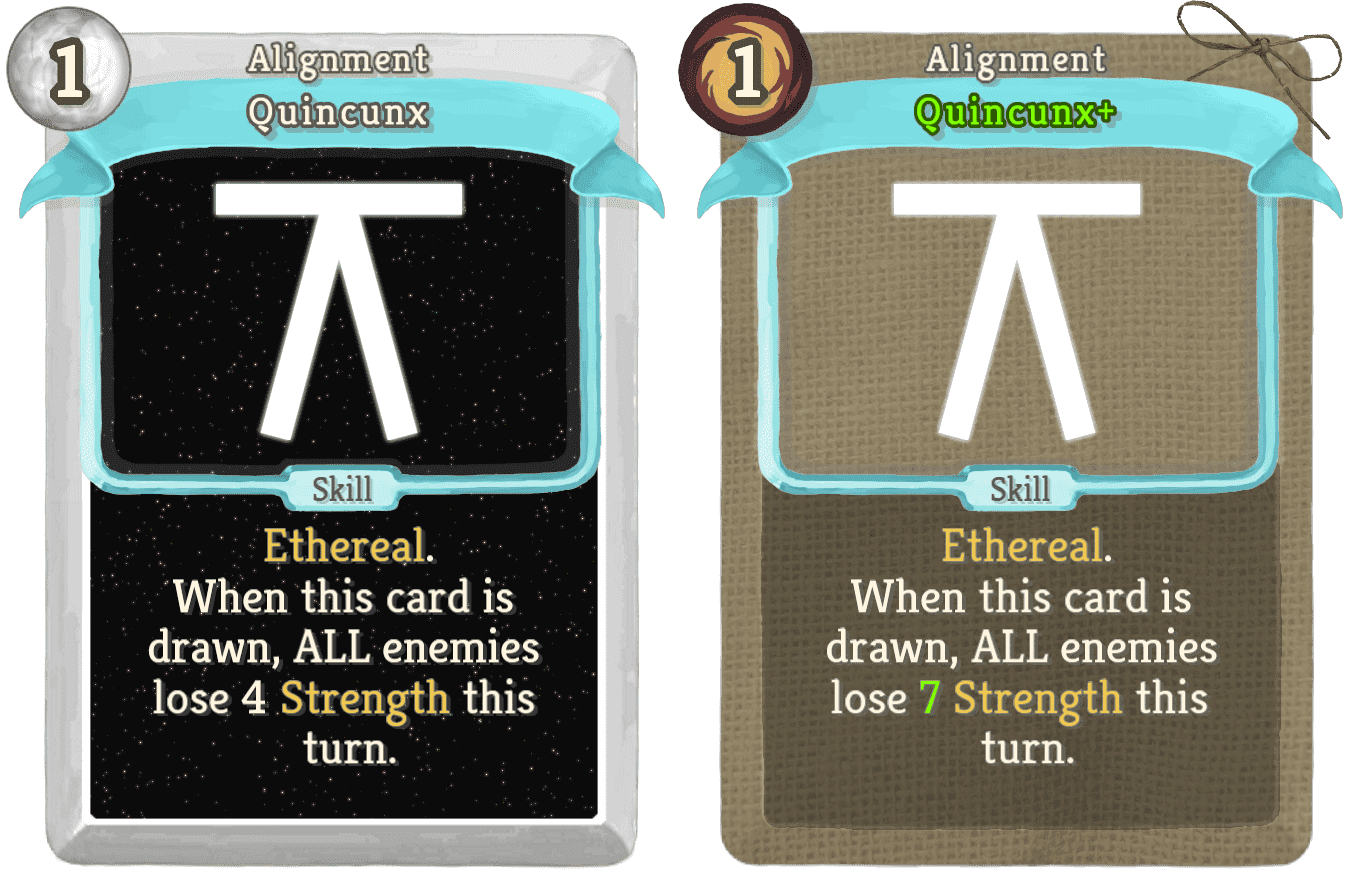 1
Alignment
Quincunx
Skill
Ethereal.
When this card is
drawn, ALL enemies
lose 4 Strength this
turn.
1
Alignment
Quincunx+
Skill
Ethereal.
When this card is
drawn, ALL enemies
lose 7 Strength this
turn.